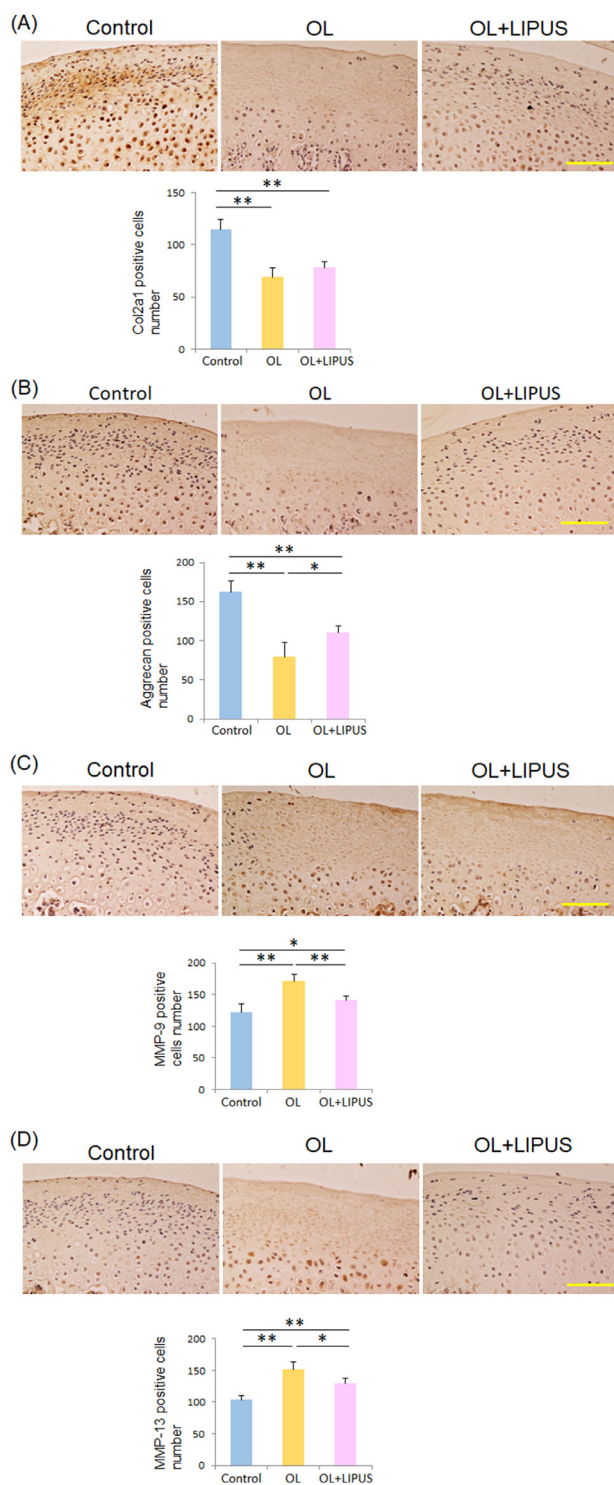 (A)
Control OL OL+LIPUS
**
**
150
100
50
0
Col2a1 positive cells
number
Control OL OL+LIPUS
(B)
Control OL OL+LIPUS
**
** *
200
150
100
50
0
Aggrecan positive cells
number
Control OL OL+LIPUS
(C)
Control OL OL+LIPUS
*
** **
200
150
100
50
0
MMP-9 positive
cells number
Control OL OL+LIPUS
(D)
Control OL OL+LIPUS
**
** *
200
150
100
50
0
MMP-13 positive cells
number
Control OL OL+LIPUS